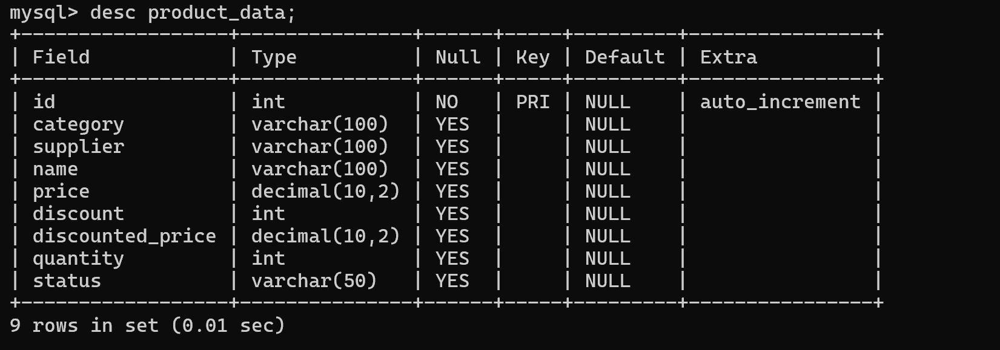 mysql> desc product_data;
+------------------+---------------+------+-----+---------+----------------+
| Field            | Type          | Null | Key | Default | Extra          |
+------------------+---------------+------+-----+---------+----------------+
| id               | int           | NO   | PRI | NULL    | auto_increment |
| category         | varchar(100)  | YES  |     | NULL    |                |
| supplier         | varchar(100)  | YES  |     | NULL    |                |
| name             | varchar(100)  | YES  |     | NULL    |                |
| price            | decimal(10,2) | YES  |     | NULL    |                |
| discount         | int           | YES  |     | NULL    |                |
| discounted_price | decimal(10,2) | YES  |     | NULL    |                |
| quantity         | int           | YES  |     | NULL    |                |
| status           | varchar(50)   | YES  |     | NULL    |                |
+------------------+---------------+------+-----+---------+----------------+
9 rows in set (0.01 sec)